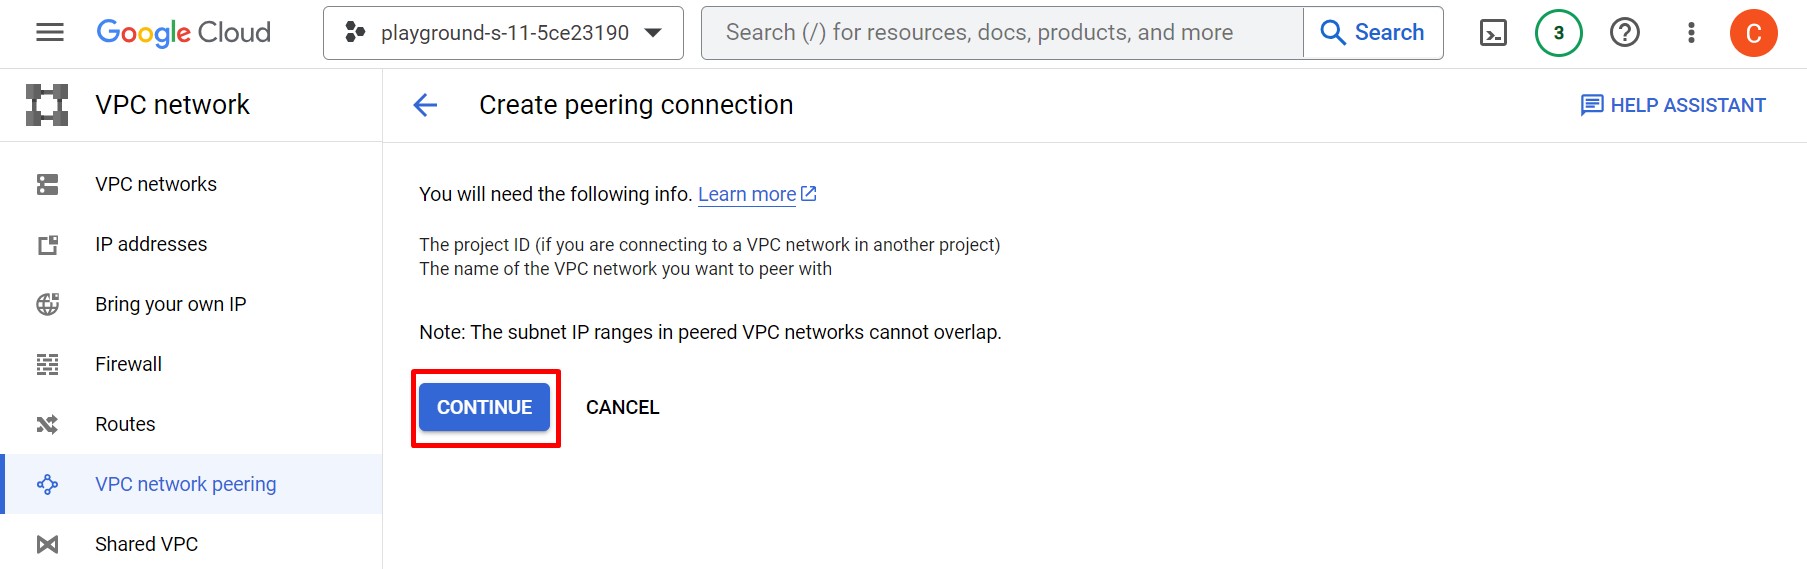 Google Cloud
playground-s-11-5ce23190
Search (/) for resources, docs, products, and more
Search
3
C
VPC network
Create peering connection
HELP ASSISTANT
VPC networks
IP addresses
Bring your own IP
Firewall
Routes
VPC network peering
Shared VPC
You will need the following info. Learn more
The project ID (if you are connecting to a VPC network in another project)
The name of the VPC network you want to peer with
Note: The subnet IP ranges in peered VPC networks cannot overlap.
CONTINUE
CANCEL